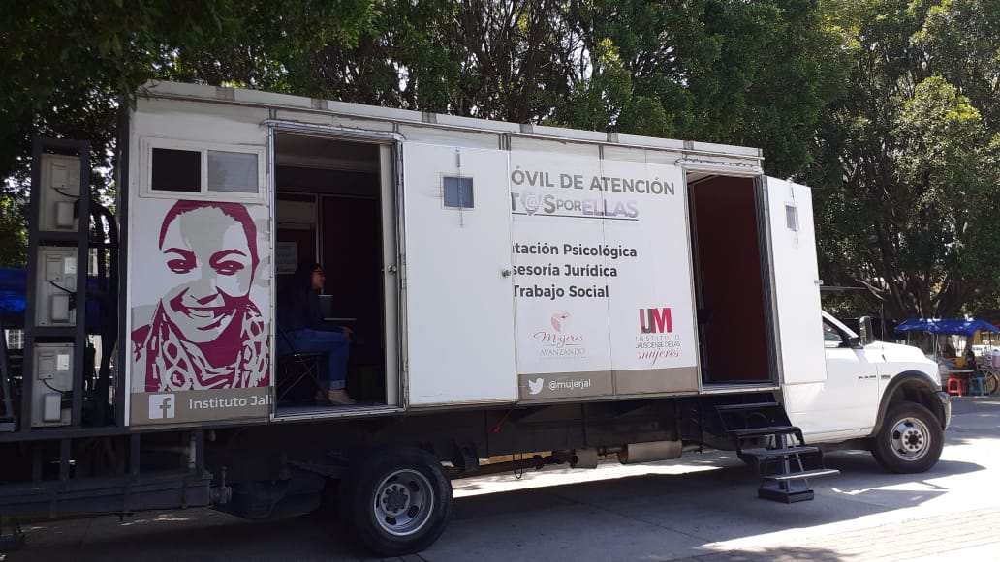 ÓVIL DE ATENCIÓN
T@SPORELLAS
tación Psicológica
sesoría Jurídica
Trabajo Social
Mujeres
AVANZANDO
UM
INSTITUTO
JALISCIENSE DE LAS
mujeres
@mujerjal
Instituto Jali